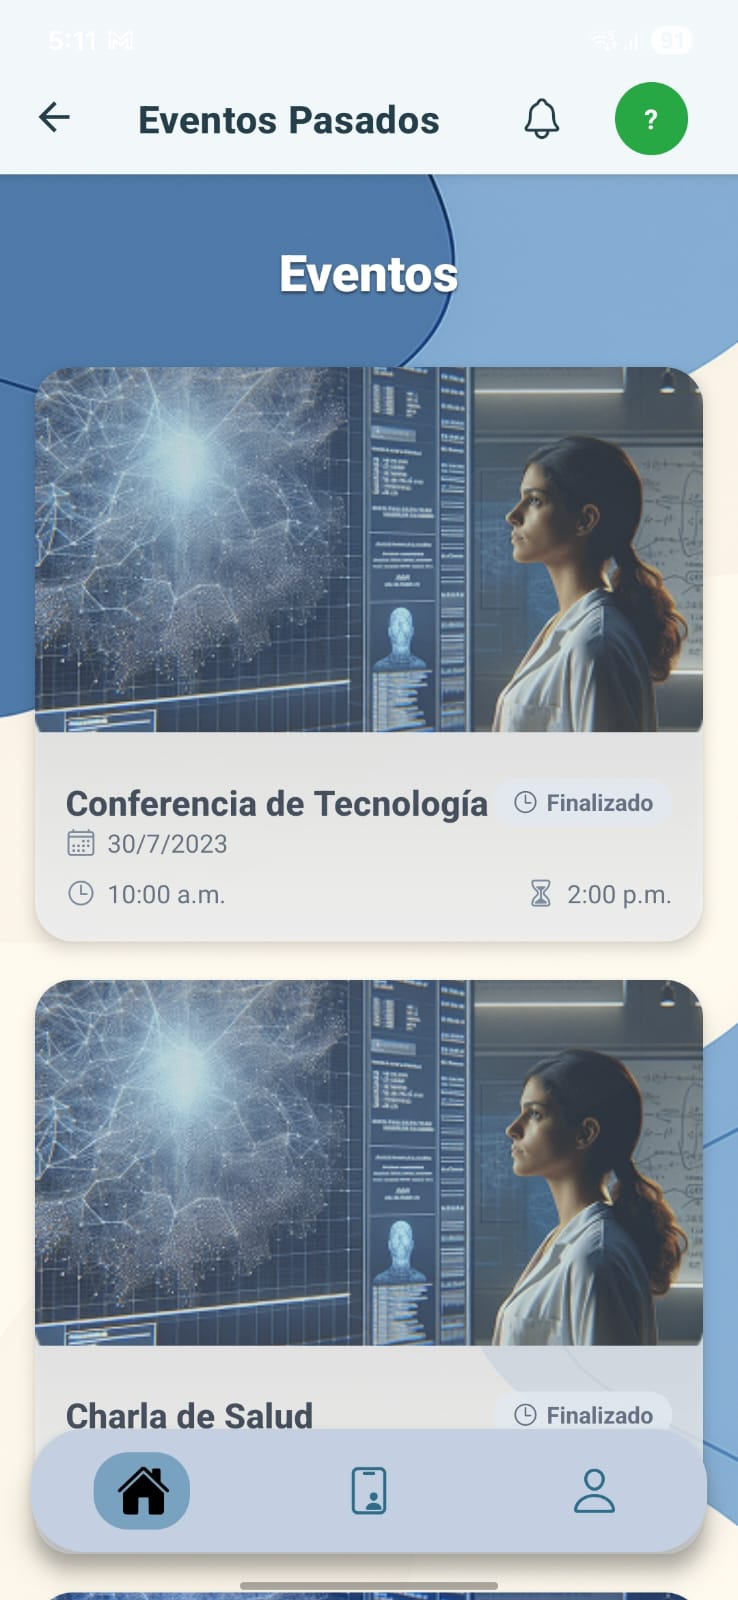 5:11
91
Eventos Pasados
?
Eventos
Conferencia de Tecnología
Finalizado
30/7/2023
10:00 a.m.
2:00 p.m.
Charla de Salud
Finalizado